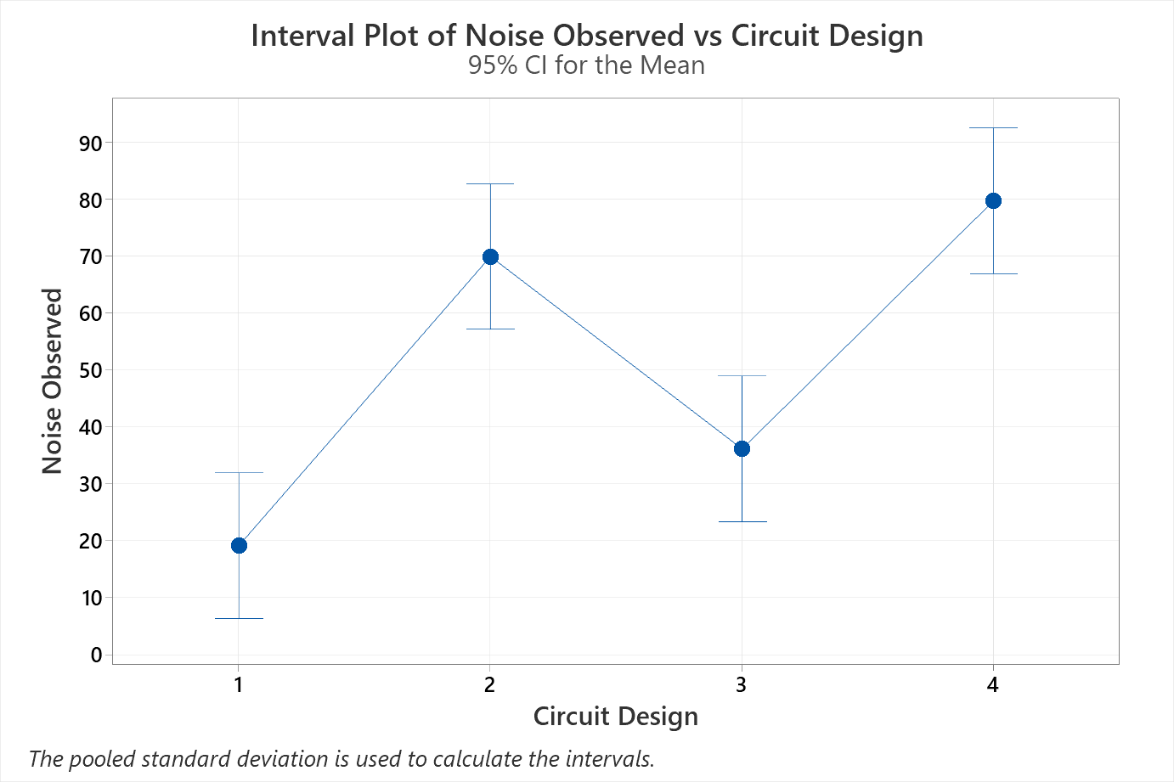 Interval Plot of Noise Observed vs Circuit Design
95% CI for the Mean
90
80
70
60
50
40
30
20
10
0
Noise Observed
1 2 3 4
Circuit Design
The pooled standard deviation is used to calculate the intervals.